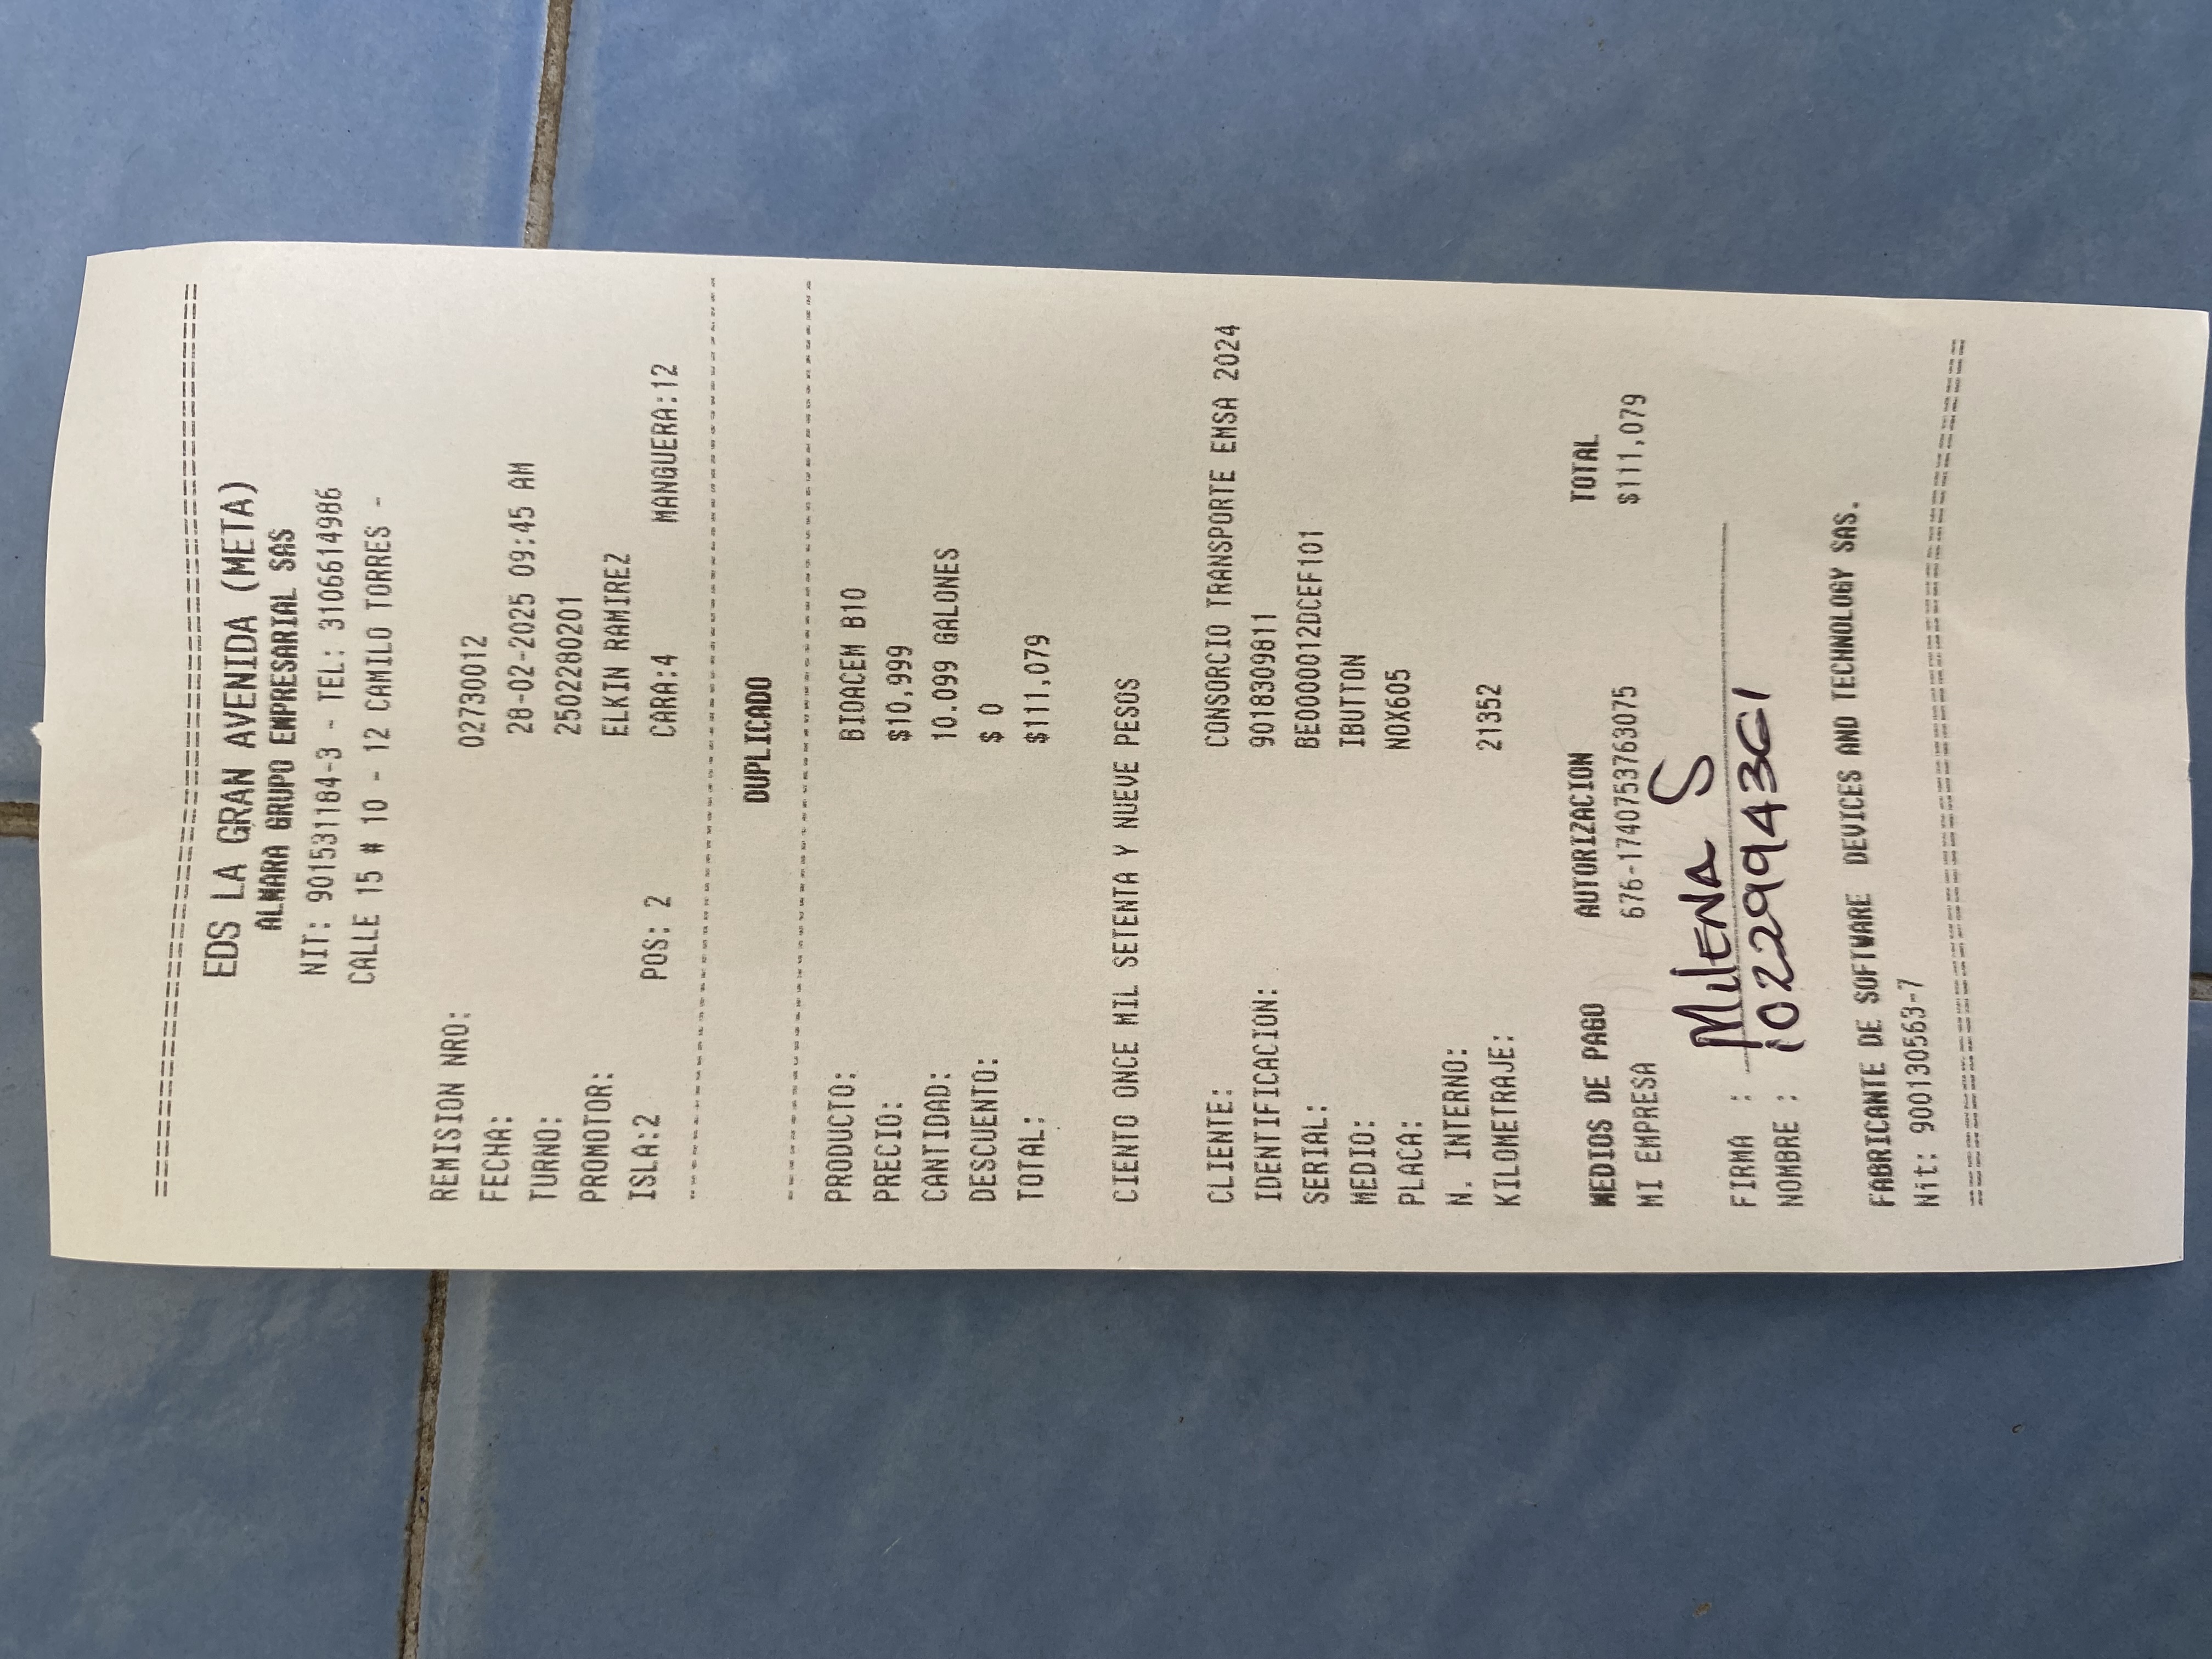 ==================================================
EDS LA GRAN AVENIDA (META)
ALMARA GRUPO EMPRESARIAL SAS
NIT: 901531184-3 - TEL: 3106614986
CALLE 15 # 10 - 12 CAMILO TORRES -
REMISION NRO: 02730012
FECHA: 28-02-2025 09:45 AM
TURNO: 2502280201
PROMOTOR: ELKIN RAMIREZ
ISLA:2 POS: 2 CARA:4 MANGUERA:12
--------------------------------------------------
DUPLICADO
--------------------------------------------------
PRODUCTO: BIOACEM B10
PRECIO: $10,999
CANTIDAD: 10.099 GALONES
DESCUENTO: $ 0
TOTAL: $111,079
CIENTO ONCE MIL SETENTA Y NUEVE PESOS
CLIENTE: CONSORCIO TRANSPORTE EMSA 2024
IDENTIFICACION: 9018309811
SERIAL: BE0000012DCEF101
MEDIO: IBUTTON
PLACA: NOX605
N. INTERNO:
KILOMETRAJE: 21352
MEDIOS DE PAGO AUTORIZACION TOTAL
MI EMPRESA 676-1740753763075 $111,079
FIRMA : MILENA S
NOMBRE : 1022994361
FABRICANTE DE SOFTWARE DEVICES AND TECHNOLOGY SAS.
Nit: 900130563-7
==================================================